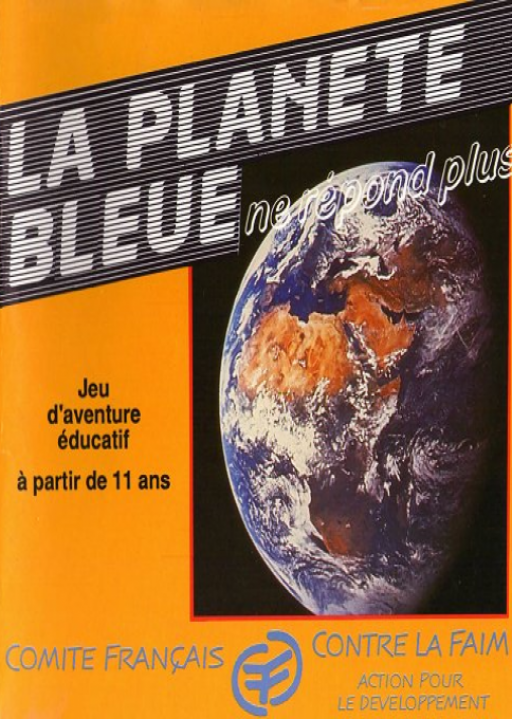 LA PLANETE
BLEUE
ne répond plus
Jeu
d'aventure
éducatif
à partir de 11 ans
COMITE FRANÇAIS
CONTRE LA FAIM
ACTION POUR
LE DEVELOPPEMENT